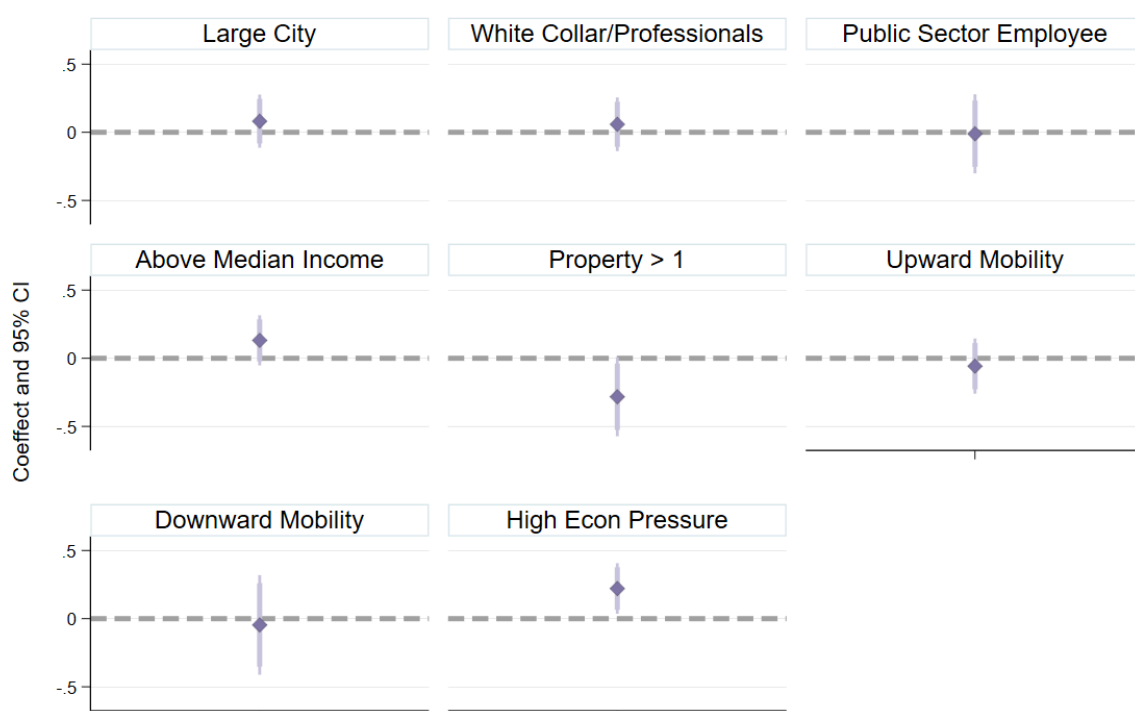 Large City
White Collar/Professionals
Public Sector Employee
.5
0
-.5
Above Median Income
Property > 1
Upward Mobility
.5
0
-.5
Coeffect and 95% CI
Downward Mobility
High Econ Pressure
.5
0
-.5